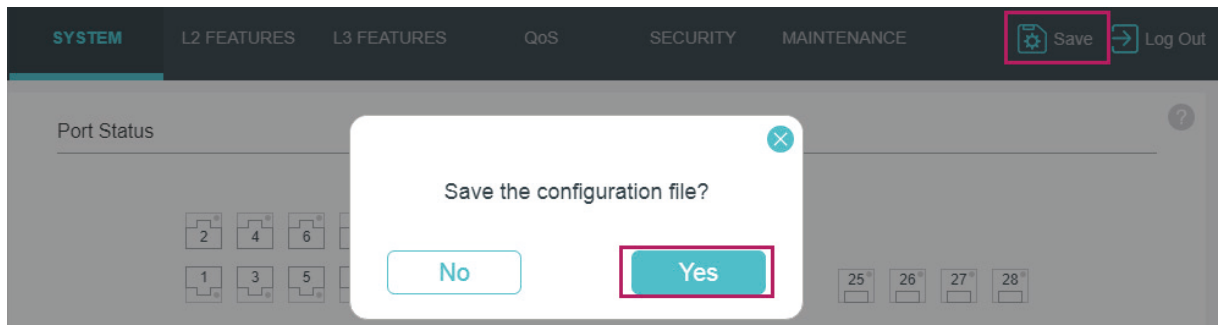 SYSTEM L2 FEATURES L3 FEATURES QoS SECURITY MAINTENANCE Save Log Out
Port Status
?
Save the configuration file?
2 4 6
No Yes
1 3 5 25 26 27 28